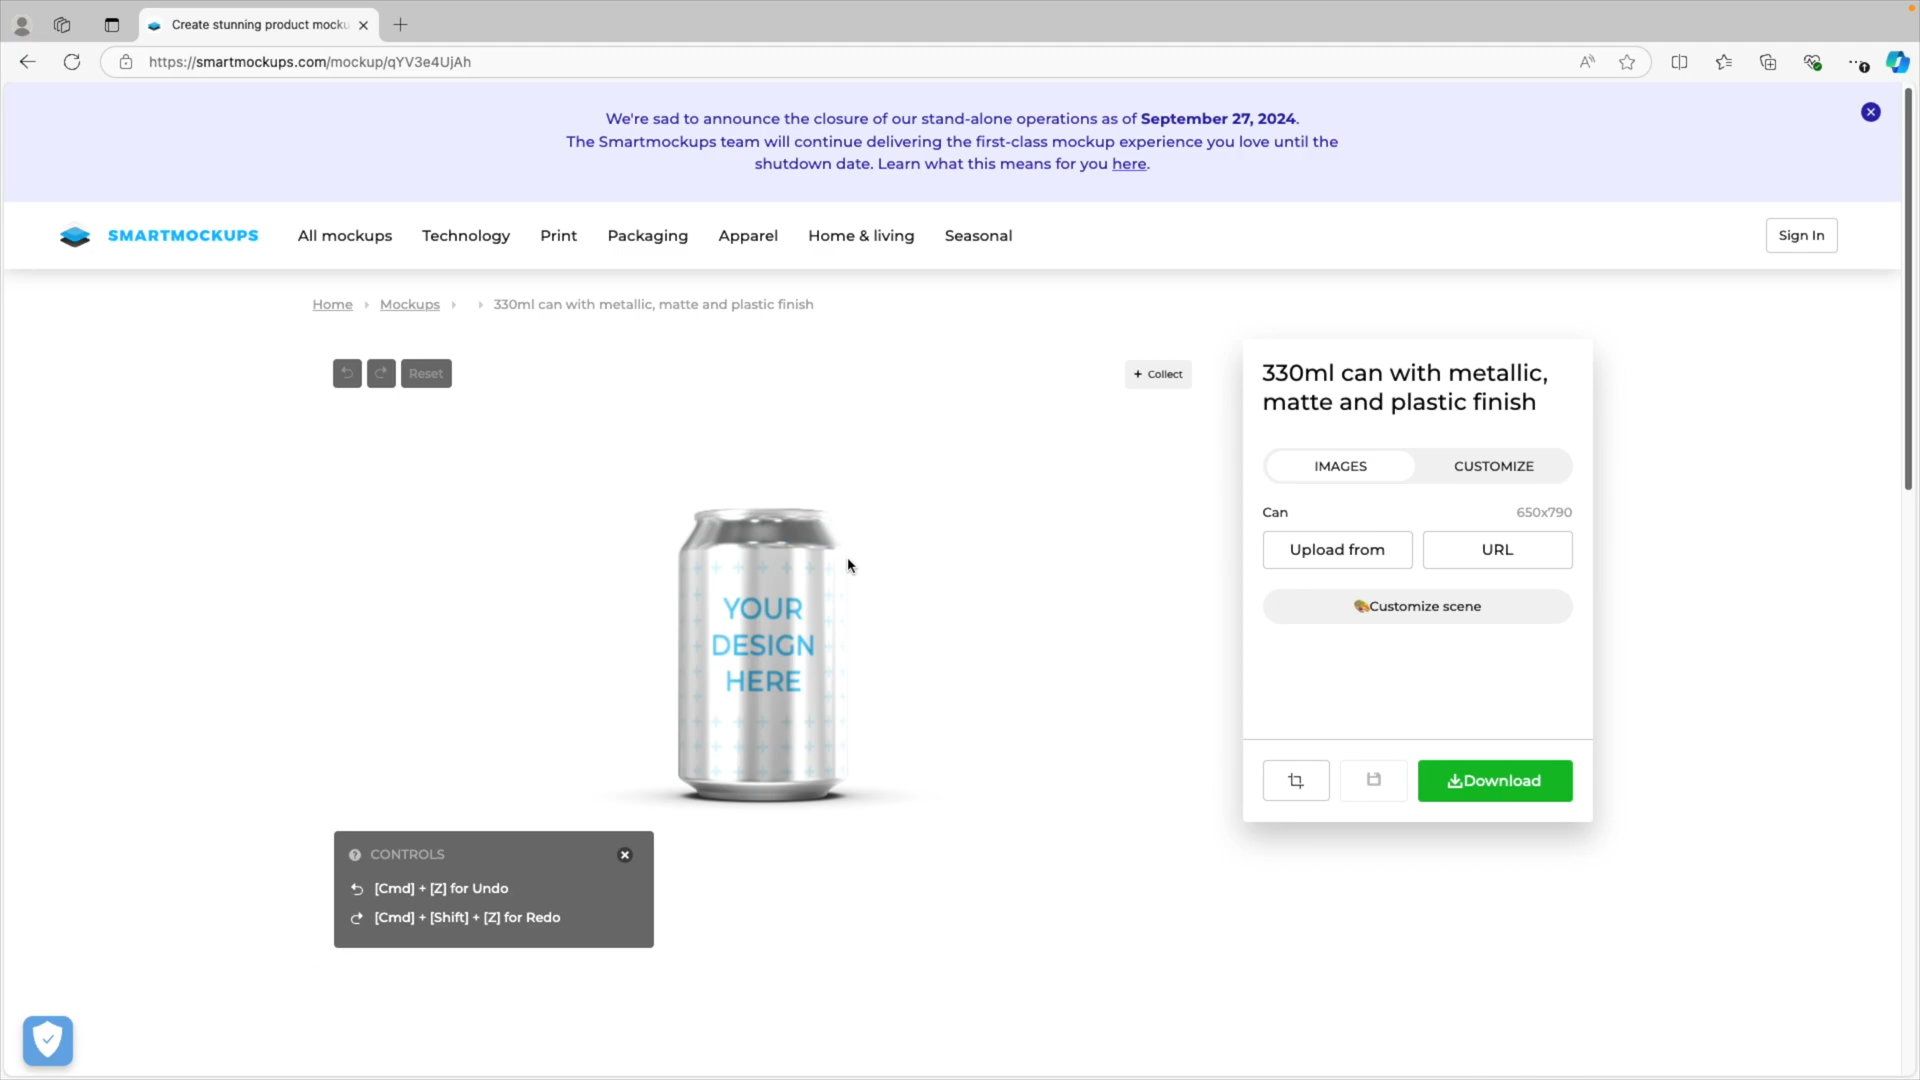 Create stunning product mocku
https://smartmockups.com/mockup/qYV3e4UjAh
We're sad to announce the closure of our stand-alone operations as of September 27, 2024.
The Smartmockups team will continue delivering the first-class mockup experience you love until the
shutdown date. Learn what this means for you here.
SMARTMOCKUPS
All mockups
Technology
Print
Packaging
Apparel
Home & living
Seasonal
Sign In
Home
Mockups
330ml can with metallic, matte and plastic finish
Reset
+ Collect
YOUR
DESIGN
HERE
330ml can with metallic,
matte and plastic finish
IMAGES
CUSTOMIZE
Can
650x790
Upload from
URL
Customize scene
Download
CONTROLS
[Cmd] + [Z] for Undo
[Cmd] + [Shift] + [Z] for Redo